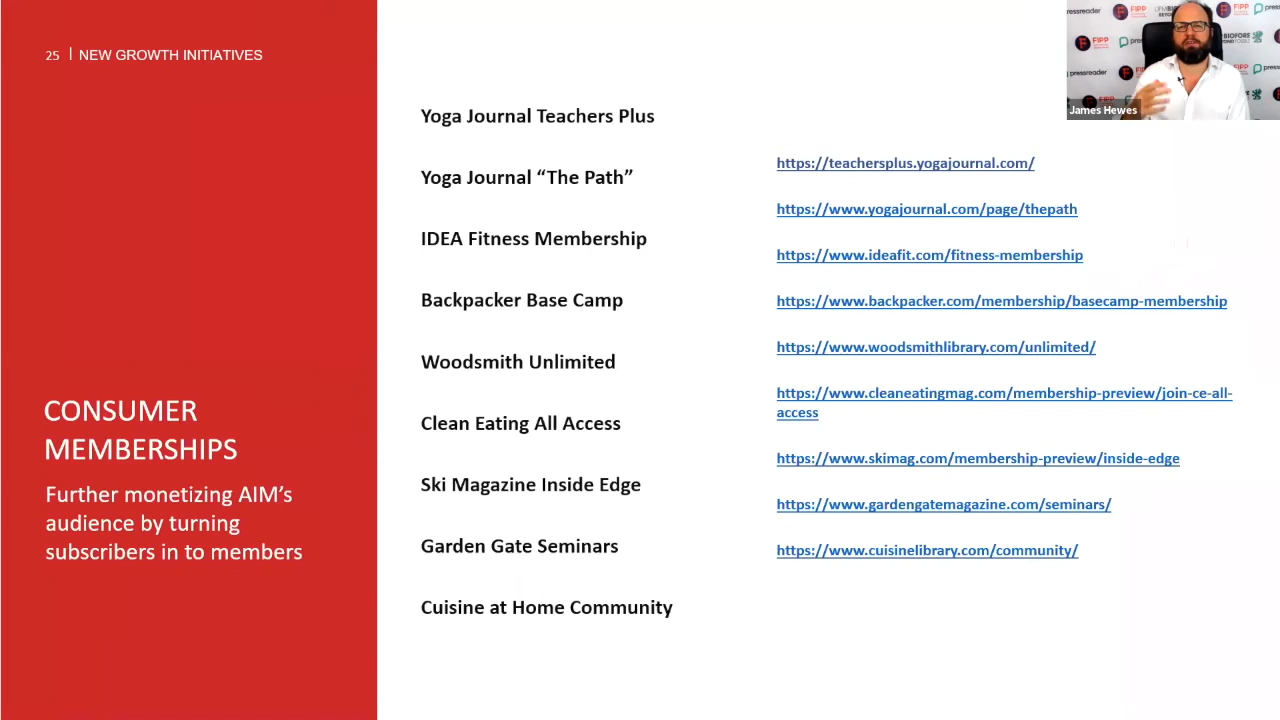 25 | NEW GROWTH INITIATIVES
CONSUMER
MEMBERSHIPS
Further monetizing AIM’s
audience by turning
subscribers in to members
Yoga Journal Teachers Plus
Yoga Journal “The Path”
IDEA Fitness Membership
Backpacker Base Camp
Woodsmith Unlimited
Clean Eating All Access
Ski Magazine Inside Edge
Garden Gate Seminars
Cuisine at Home Community
https://teachersplus.yogajournal.com/
https://www.yogajournal.com/page/thepath
https://www.ideafit.com/fitness-membership
https://www.backpacker.com/membership/basecamp-membership
https://www.woodsmithlibrary.com/unlimited/
https://www.cleaneatingmag.com/membership-preview/join-ce-all-
access
https://www.skimag.com/membership-preview/inside-edge
https://www.gardengatemagazine.com/seminars/
https://www.cuisinelibrary.com/community/
pressreader
FIPP
James Hewes